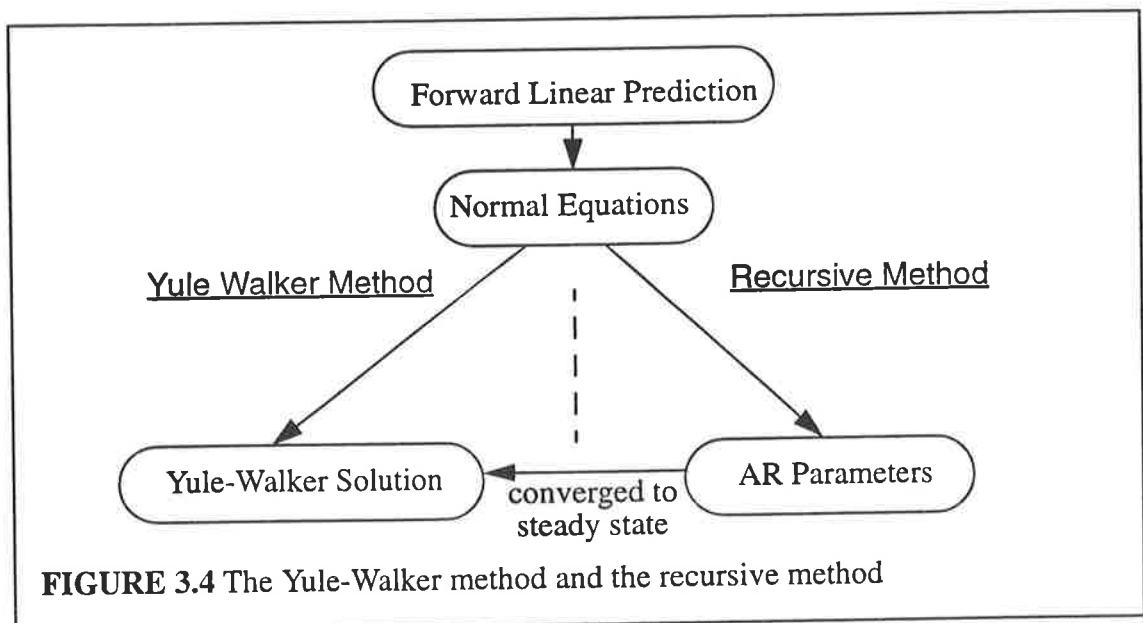 Forward Linear Prediction
Normal Equations
Yule Walker Method
Recursive Method
Yule-Walker Solution
AR Parameters
converged to
steady state
FIGURE 3.4 The Yule-Walker method and the recursive method